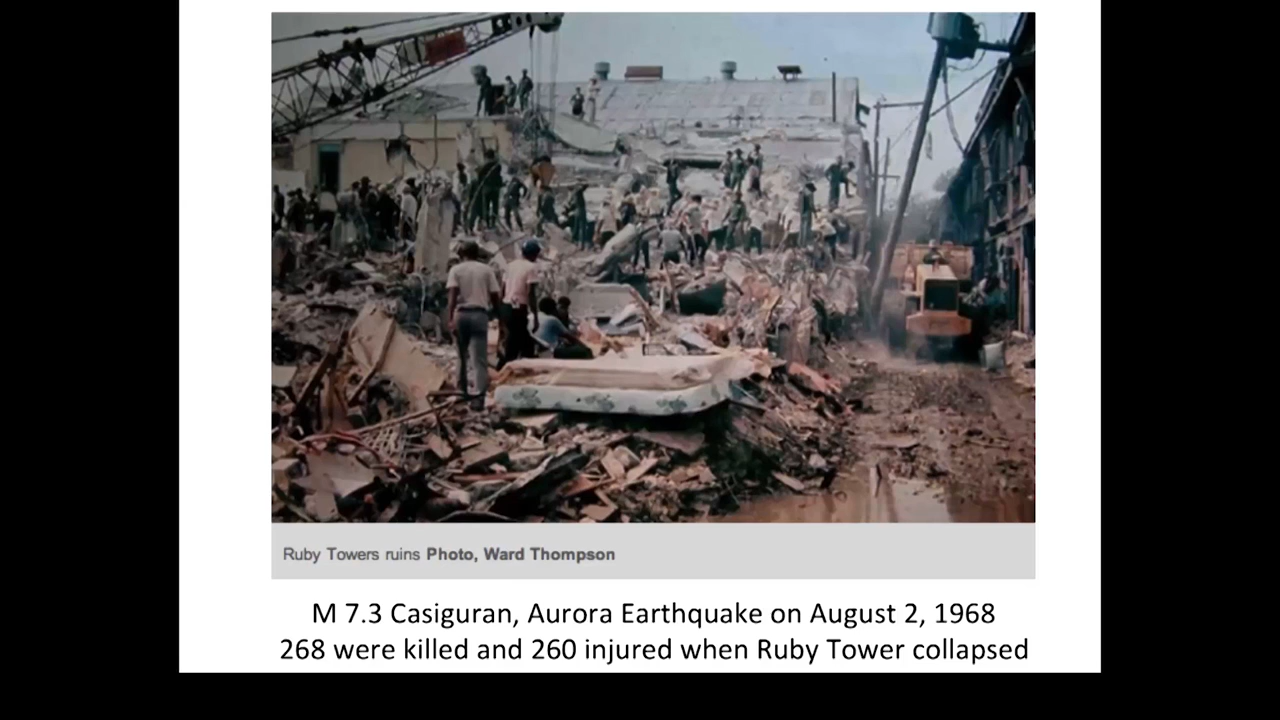 Ruby Towers ruins Photo, Ward Thompson
M 7.3 Casiguran, Aurora Earthquake on August 2, 1968
268 were killed and 260 injured when Ruby Tower collapsed